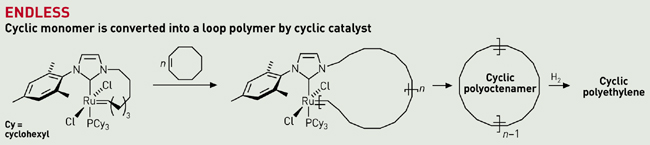 ENDLESS
Cyclic monomer is converted into a loop polymer by cyclic catalyst
N N
Cl
Ru
Cl
PCy3
)3
Cy =
cyclohexyl
n
N N
Cl
Ru
Cl
PCy3
n
Cyclic
polyoctenamer
n–1
H2
Cyclic
polyethylene